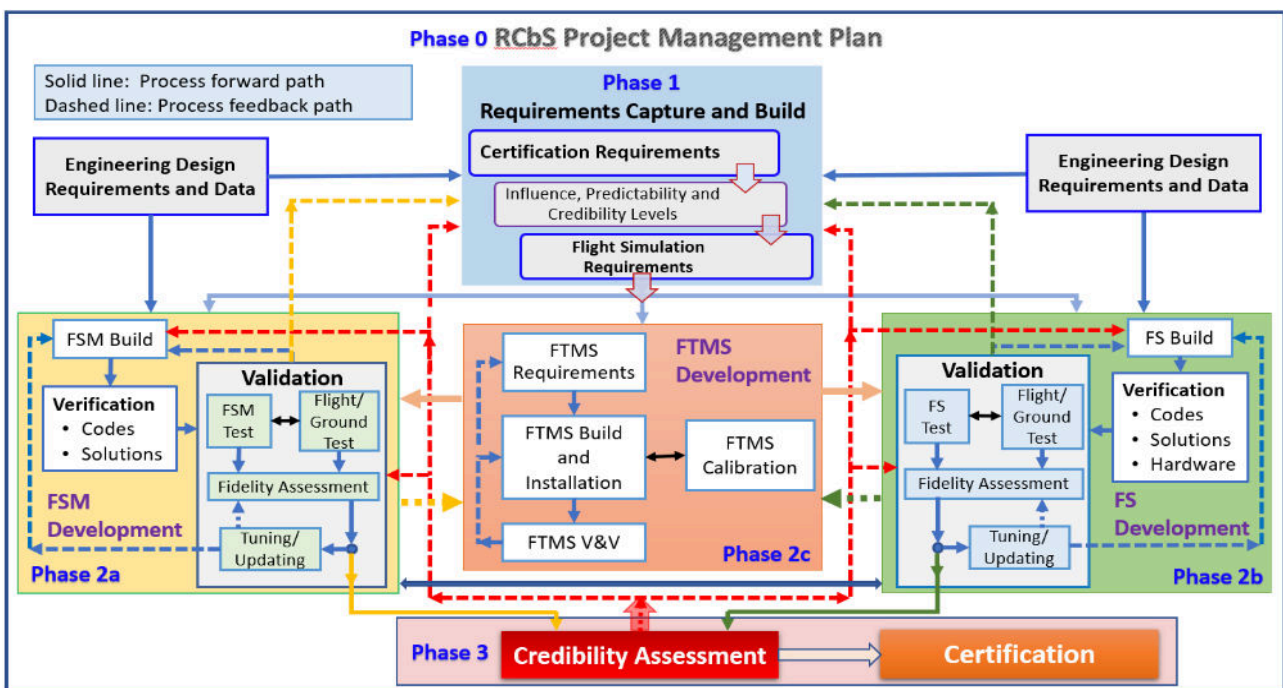 Phase 0 RCbS Project Management Plan
Solid line: Process forward path
Dashed line: Process feedback path
Phase 1
Requirements Capture and Build
Certification Requirements
Influence, Predictability and
Credibility Levels
Flight Simulation
Requirements
Engineering Design
Requirements and Data
Engineering Design
Requirements and Data
FSM Build
Verification
• Codes
• Solutions
Validation
FSM
Test
Flight/
Ground
Test
Fidelity Assessment
Tuning/
Updating
FSM
Development
Phase 2a
FTMS
Requirements
FTMS
Development
FTMS Build
and
Installation
FTMS
Calibration
FTMS V&V
Phase 2c
FS Build
Validation
FS
Test
Flight/
Ground
Test
Verification
• Codes
• Solutions
• Hardware
Fidelity Assessment
Tuning/
Updating
FS
Development
Phase 2b
Phase 3
Credibility Assessment
Certification